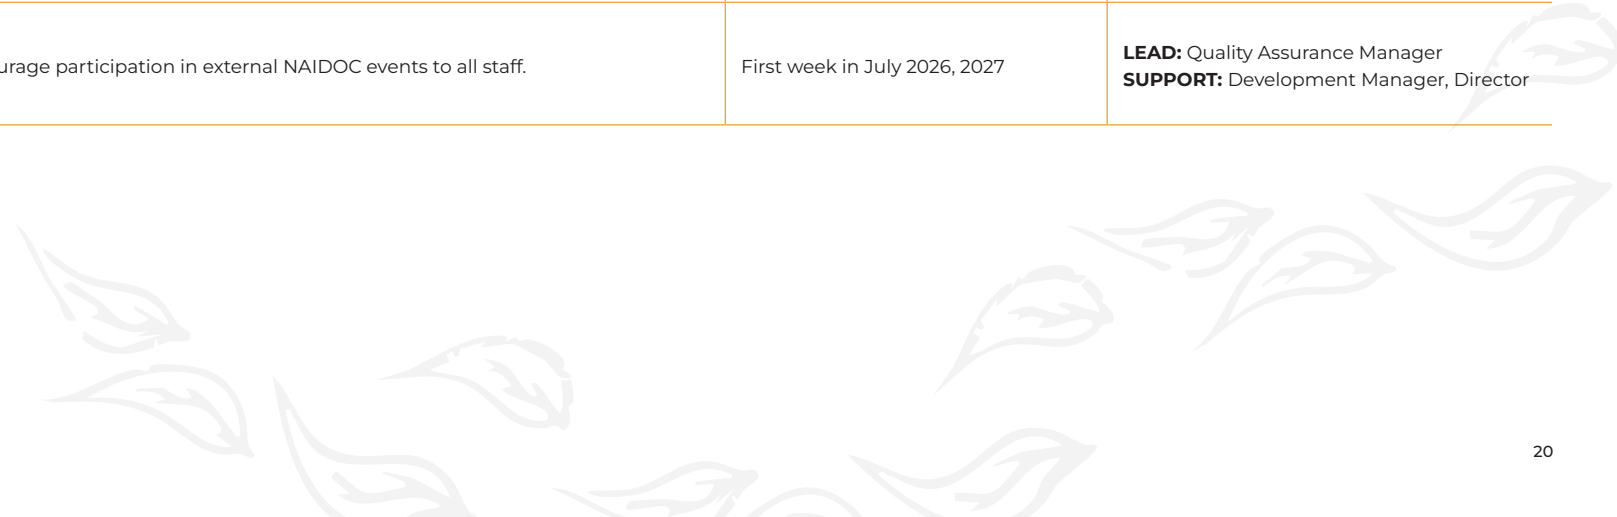 participation in external NAIDOC events to all staff.
First week in July 2026, 2027
LEAD: Quality Assurance Manager
SUPPORT: Development Manager, Director
20